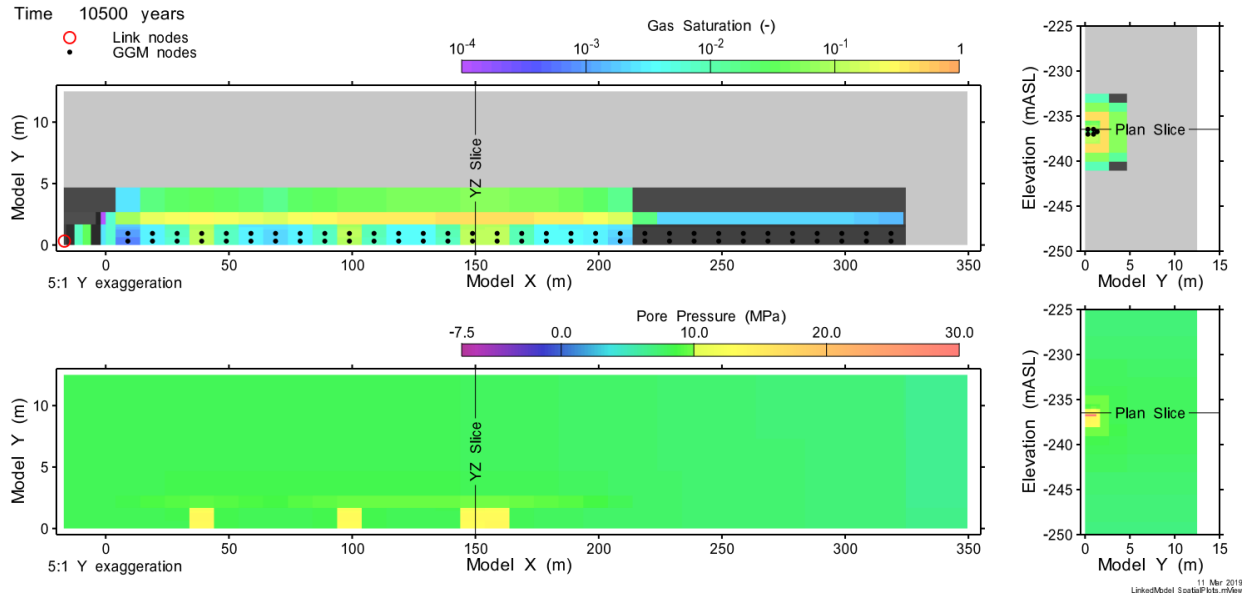 Time 10500 years
Link nodes
GGM nodes
Gas Saturation (-)
10-4 10-3 10-2 10-1 1
10
5
0
Model Y (m)
YZ Slice
0 50 100 150 200 250 300 350
Model X (m)
5:1 Y exaggeration
-225
-230
-235
-240
-245
-250
Elevation (mASL)
Plan Slice
0 5 10 15
Model Y (m)
Pore Pressure (MPa)
-7.5 0.0 10.0 20.0 30.0
10
5
0
Model Y (m)
YZ Slice
0 50 100 150 200 250 300 350
Model X (m)
5:1 Y exaggeration
-225
-230
-235
-240
-245
-250
Elevation (mASL)
Plan Slice
0 5 10 15
Model Y (m)
11 Mar 2019
LinkedModel_SpatialPlots.mView